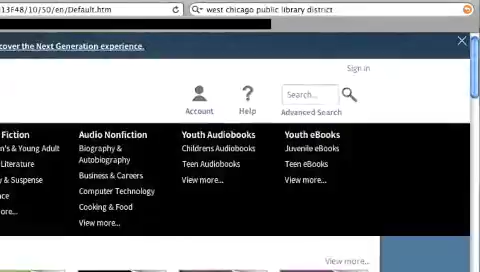 13F48/10/50/en/Default.htm
west chicago public library district
cover the Next Generation experience.
Sign in
Account
Help
Search...
Advanced Search
Fiction
Audio Nonfiction
Youth Audiobooks
Youth eBooks
n's & Young Adult
Biography &
Autobiography
Childrens Audiobooks
Juvenile eBooks
Literature
Teen Audiobooks
Teen eBooks
y & Suspense
Business & Careers
View more...
View more...
nce
Computer Technology
ore...
Cooking & Food
View more...
View more...